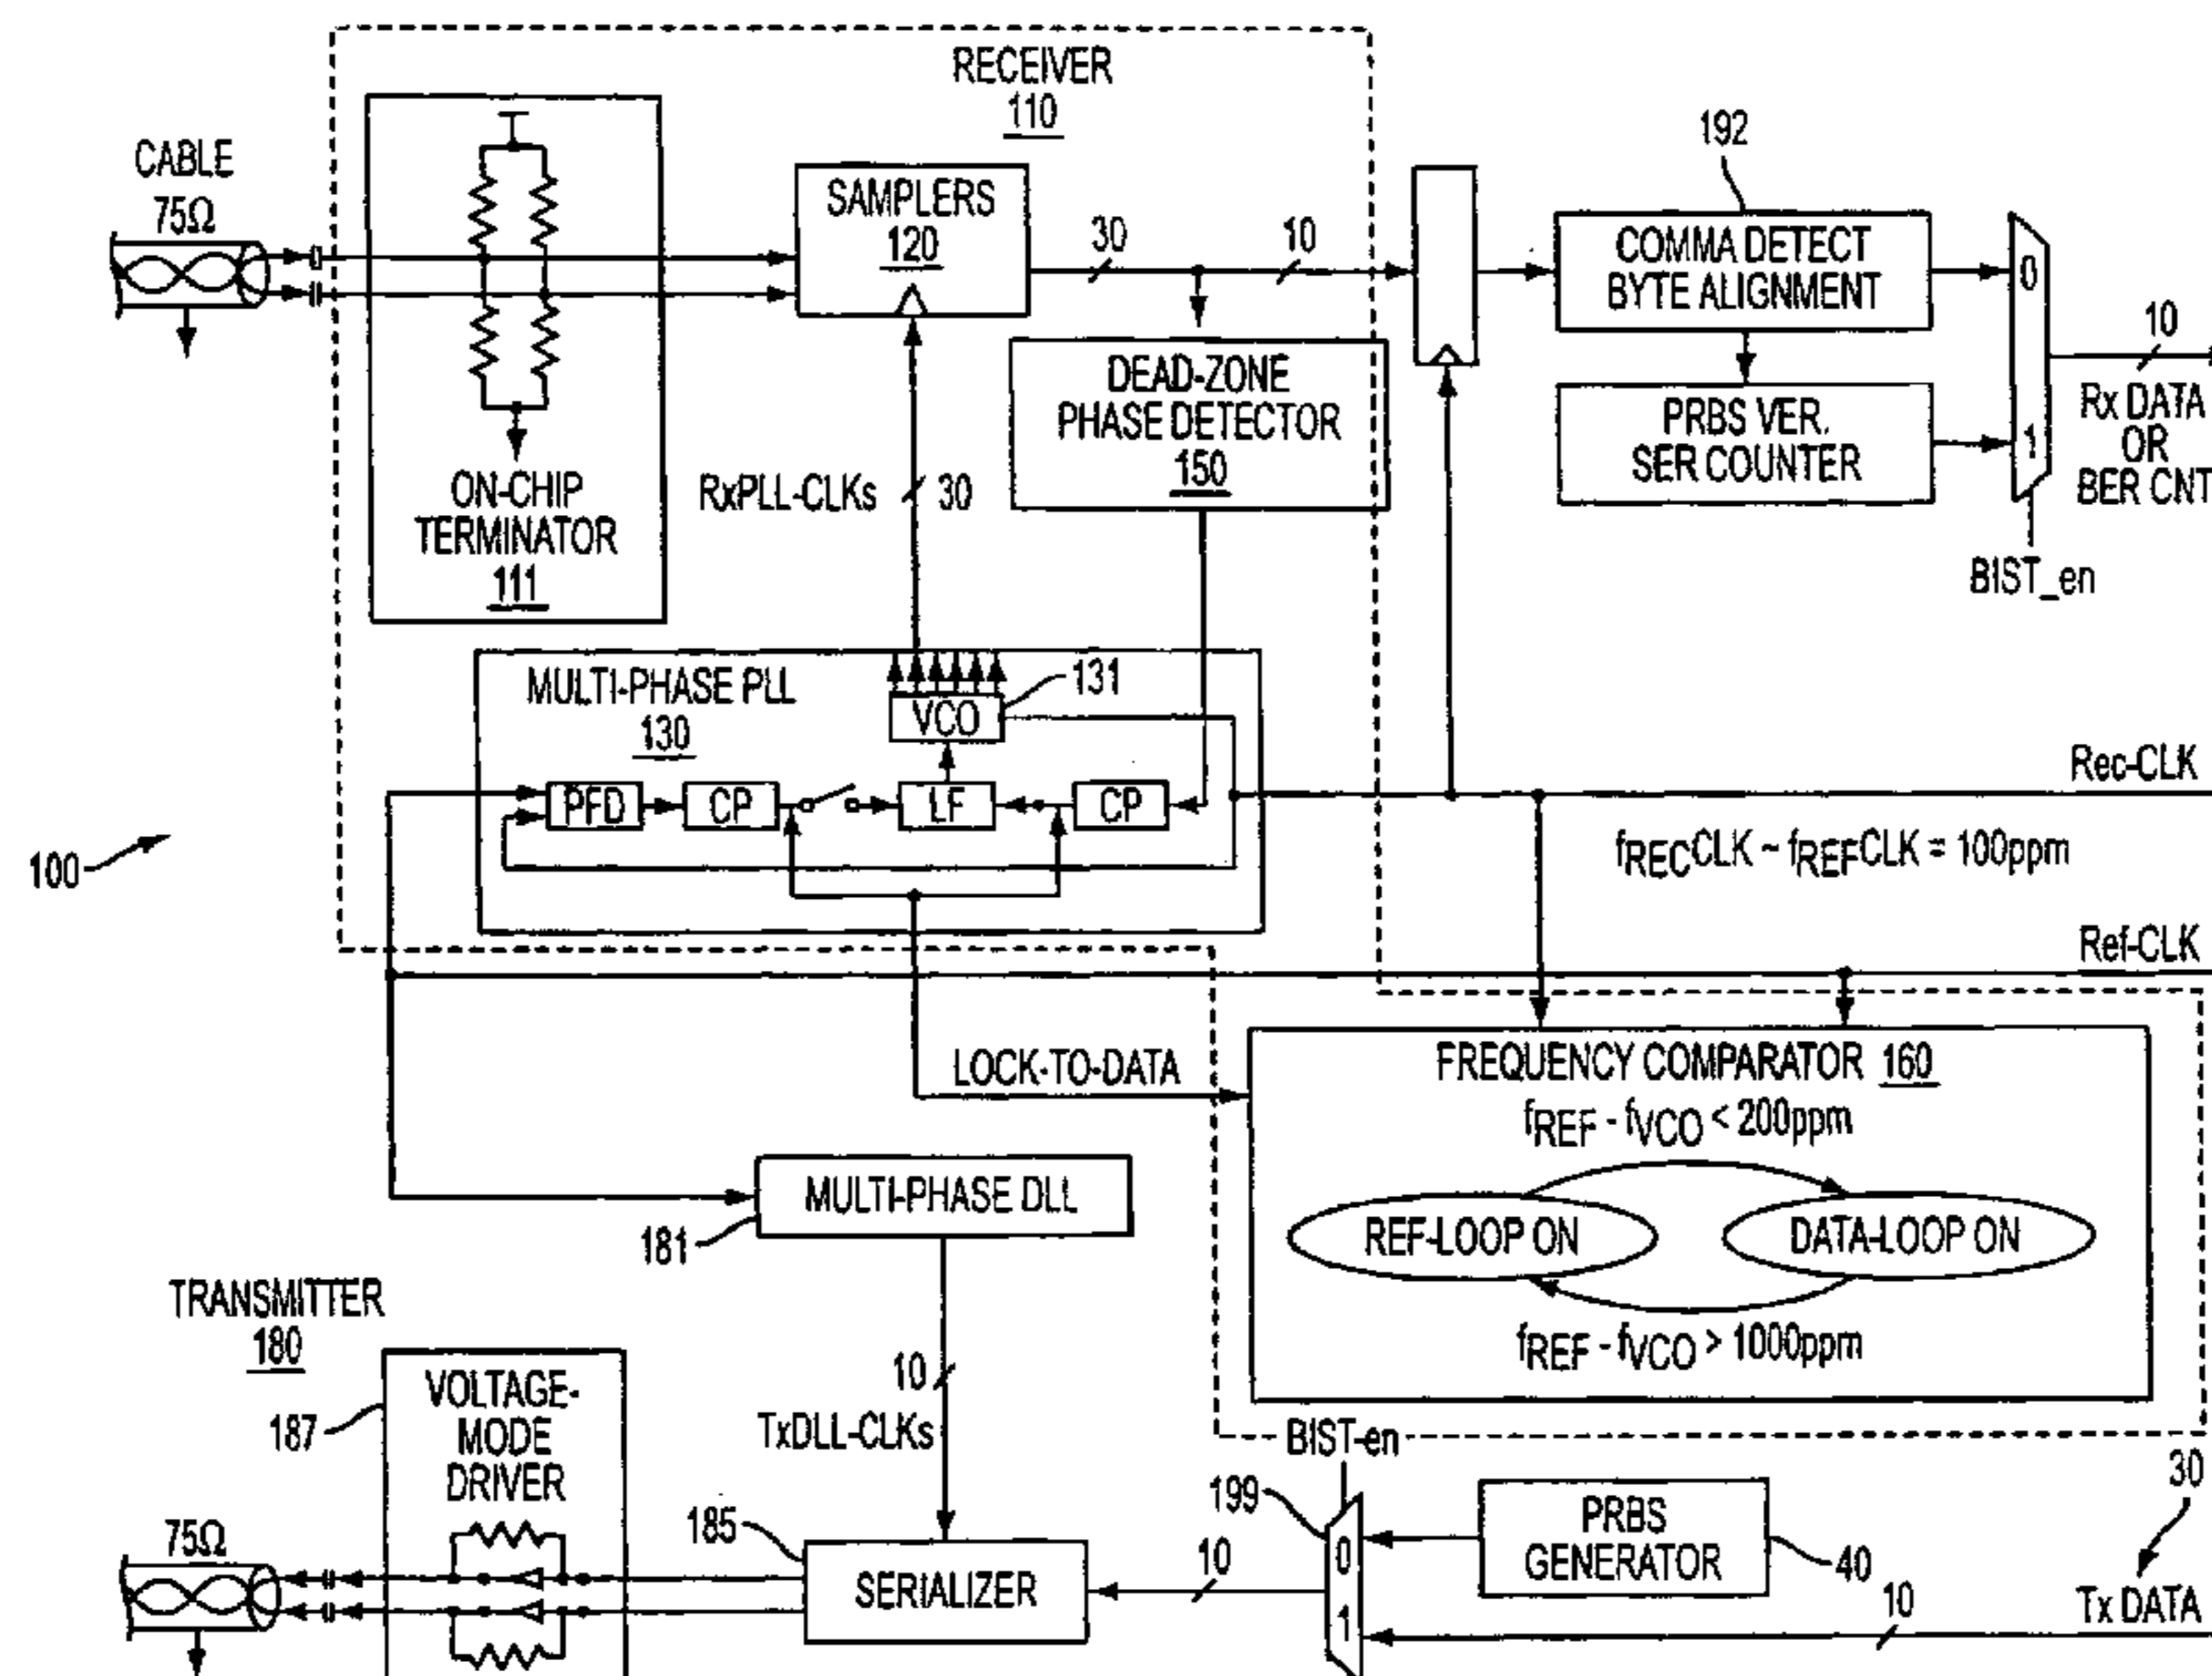 RECEIVER
110
CABLE
75Ω
ON-CHIP
TERMINATOR
111
SAMPLERS
120
30
10
192
COMMA DETECT
BYTE ALIGNMENT
0
1
10
Rx DATA
OR
BER CNT
PRBS VER.
SER COUNTER
BIST_en
DEAD-ZONE
PHASE DETECTOR
150
RxPLL-CLKs
30
MULTI-PHASE PLL
130
VCO
131
PFD
CP
LF
CP
Rec-CLK
fRECCLK ~ fREFCLK = 100ppm
100
Ref-CLK
LOCK-TO-DATA
FREQUENCY COMPARATOR 160
fREF - fVCO < 200ppm
REF-LOOP ON
DATA-LOOP ON
fREF - fVCO > 1000ppm
MULTI-PHASE DLL
181
TRANSMITTER
180
187
VOLTAGE-
MODE
DRIVER
10
TxDLL-CLKs
75Ω
185
SERIALIZER
10
BIST-en
199
0
1
PRBS
GENERATOR
40
30
Tx DATA
10